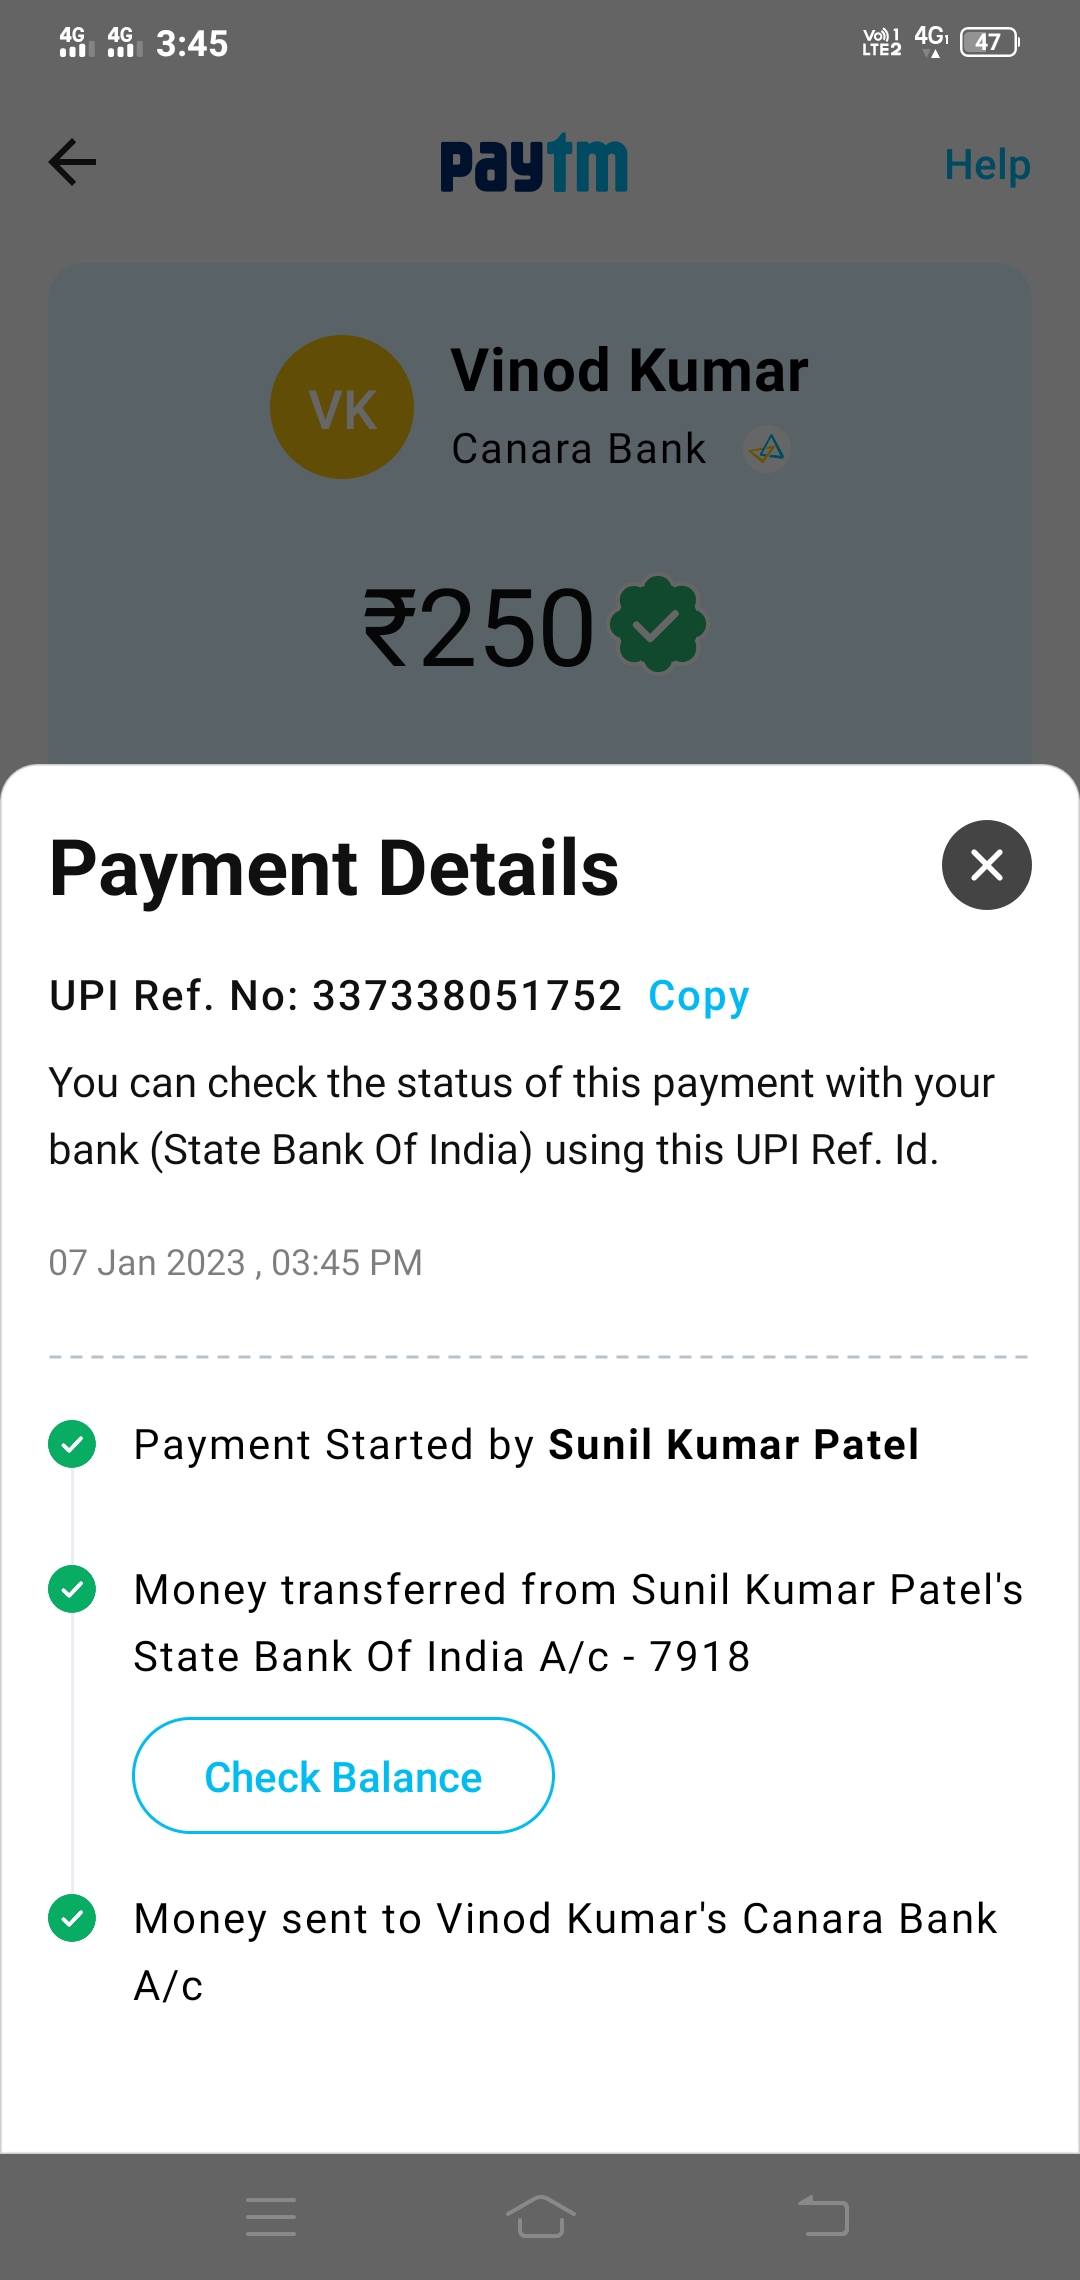 4G 4G 3:45 Vo)) 1 LTE2 4G1 47
paytm Help
VK
Vinod Kumar
Canara Bank
₹250
Payment Details
UPI Ref. No: 337338051752 Copy
You can check the status of this payment with your
bank (State Bank Of India) using this UPI Ref. Id.
07 Jan 2023 , 03:45 PM
Payment Started by Sunil Kumar Patel
Money transferred from Sunil Kumar Patel's
State Bank Of India A/c - 7918
Check Balance
Money sent to Vinod Kumar's Canara Bank
A/c